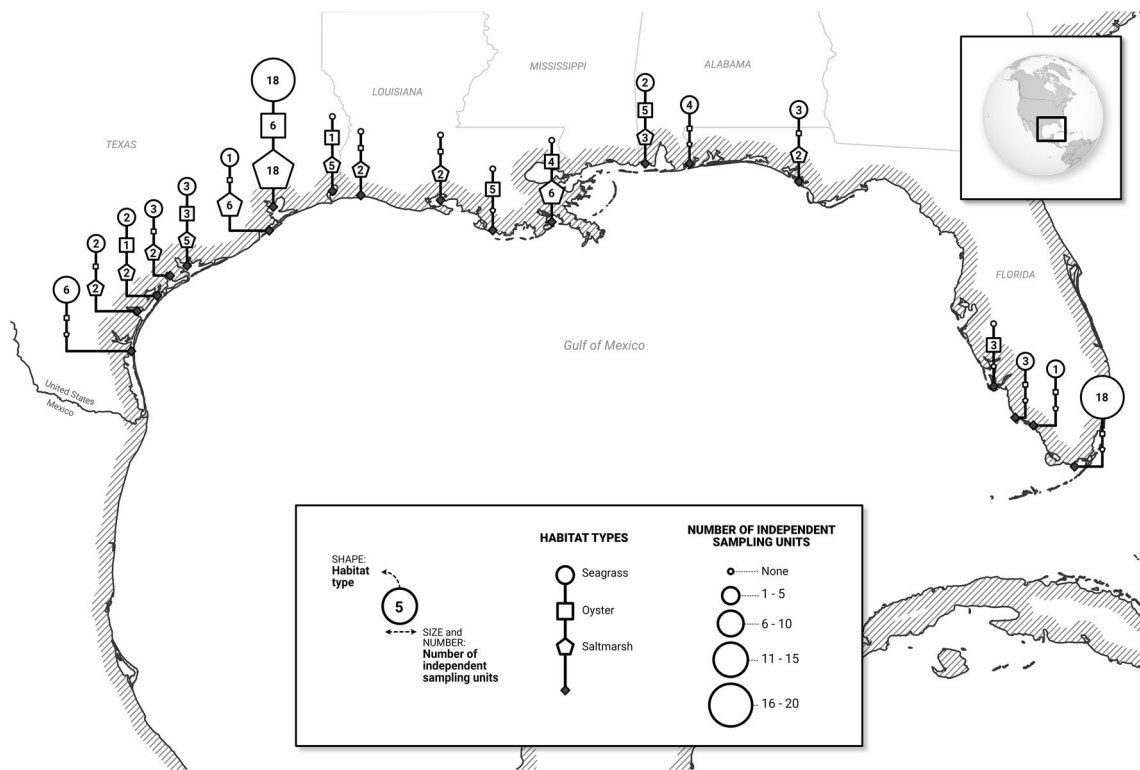 MISSISSIPPI
ALABAMA
LOUISIANA
TEXAS
FLORIDA
Gulf of Mexico
United States
Mexico
6
2
2
2
1
2
3
2
3
3
5
1
6
18
6
18
1
5
2
2
5
4
6
2
5
3
4
3
2
3
3
1
18
SHAPE:
Habitat
type
5
SIZE and
NUMBER:
Number of
independent
sampling units
HABITAT TYPES
Seagrass
Oyster
Saltmarsh
NUMBER OF INDEPENDENT
SAMPLING UNITS
None
1 - 5
6 - 10
11 - 15
16 - 20